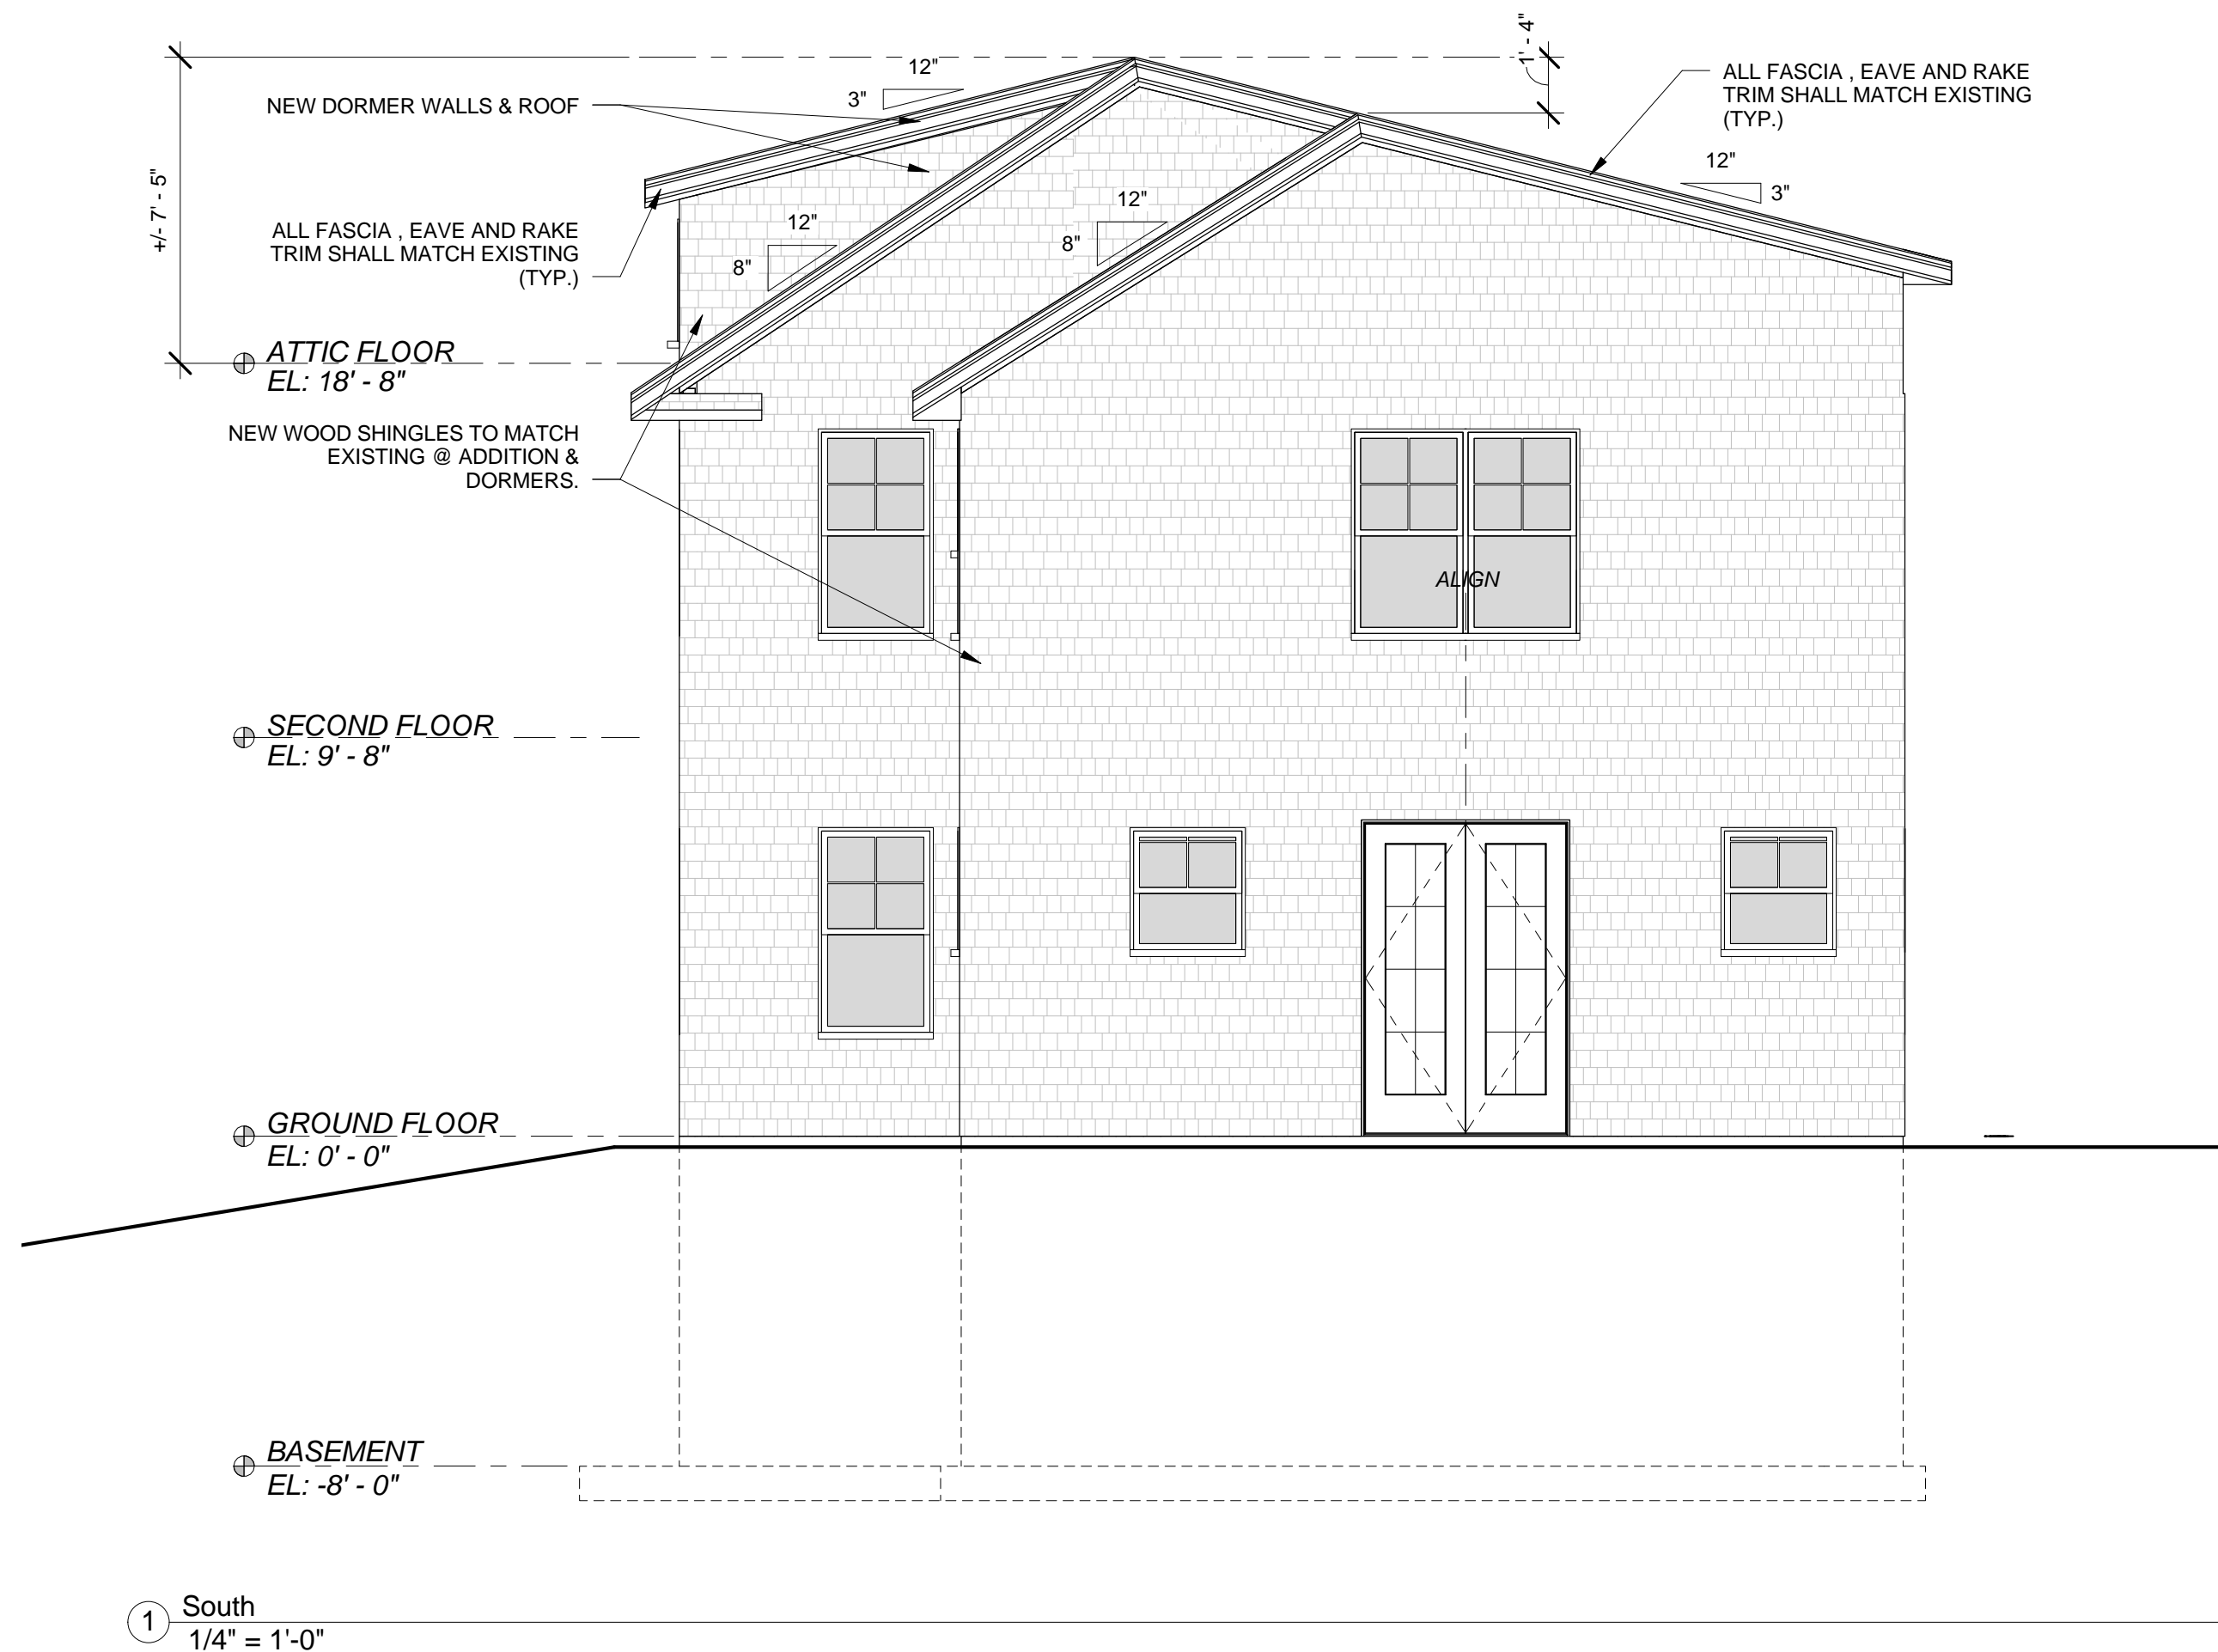 1' - 4"
12"
3"
NEW DORMER WALLS & ROOF
ALL FASCIA , EAVE AND RAKE
TRIM SHALL MATCH EXISTING
(TYP.)
12"
3"
+/- 7' - 5"
ALL FASCIA , EAVE AND RAKE
TRIM SHALL MATCH EXISTING
(TYP.)
12"
8"
12"
8"
ATTIC FLOOR
EL: 18' - 8"
NEW WOOD SHINGLES TO MATCH
EXISTING @ ADDITION &
DORMERS.
ALIGN
SECOND FLOOR
EL: 9' - 8"
GROUND FLOOR
EL: 0' - 0"
BASEMENT
EL: -8' - 0"
1
South
1/4" = 1'-0"